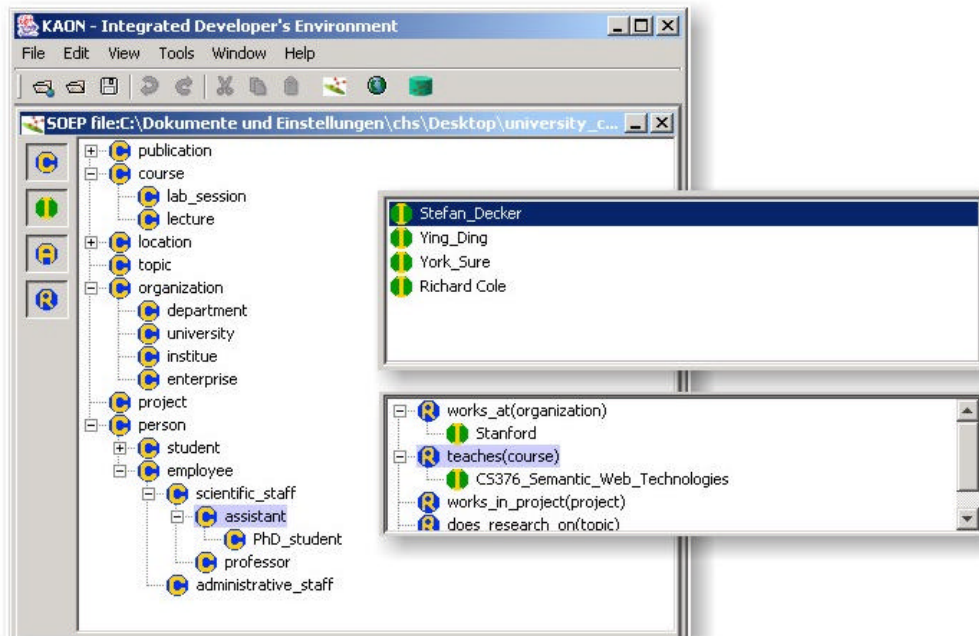 KAON - Integrated Developer's Environment
File Edit View Tools Window Help
SOEP file:C:\Dokumente und Einstellungen\chs\Desktop\university_c...
C
I
A
R
publication
course
lab_session
lecture
location
topic
organization
department
university
institue
enterprise
project
person
student
employee
scientific_staff
assistant
PhD_student
professor
administrative_staff
Stefan_Decker
Ying_Ding
York_Sure
Richard Cole
works_at(organization)
Stanford
teaches(course)
CS376_Semantic_Web_Technologies
works_in_project(project)
does_research_on(topic)